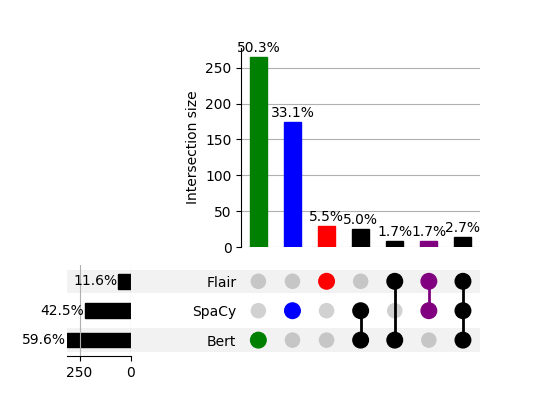 50.3%
250
33.1%
200
150
Intersection size
100
50
5.5% 5.0% 1.7% 1.7% 2.7%
0
11.6% Flair
42.5% SpaCy
59.6% Bert
250 0